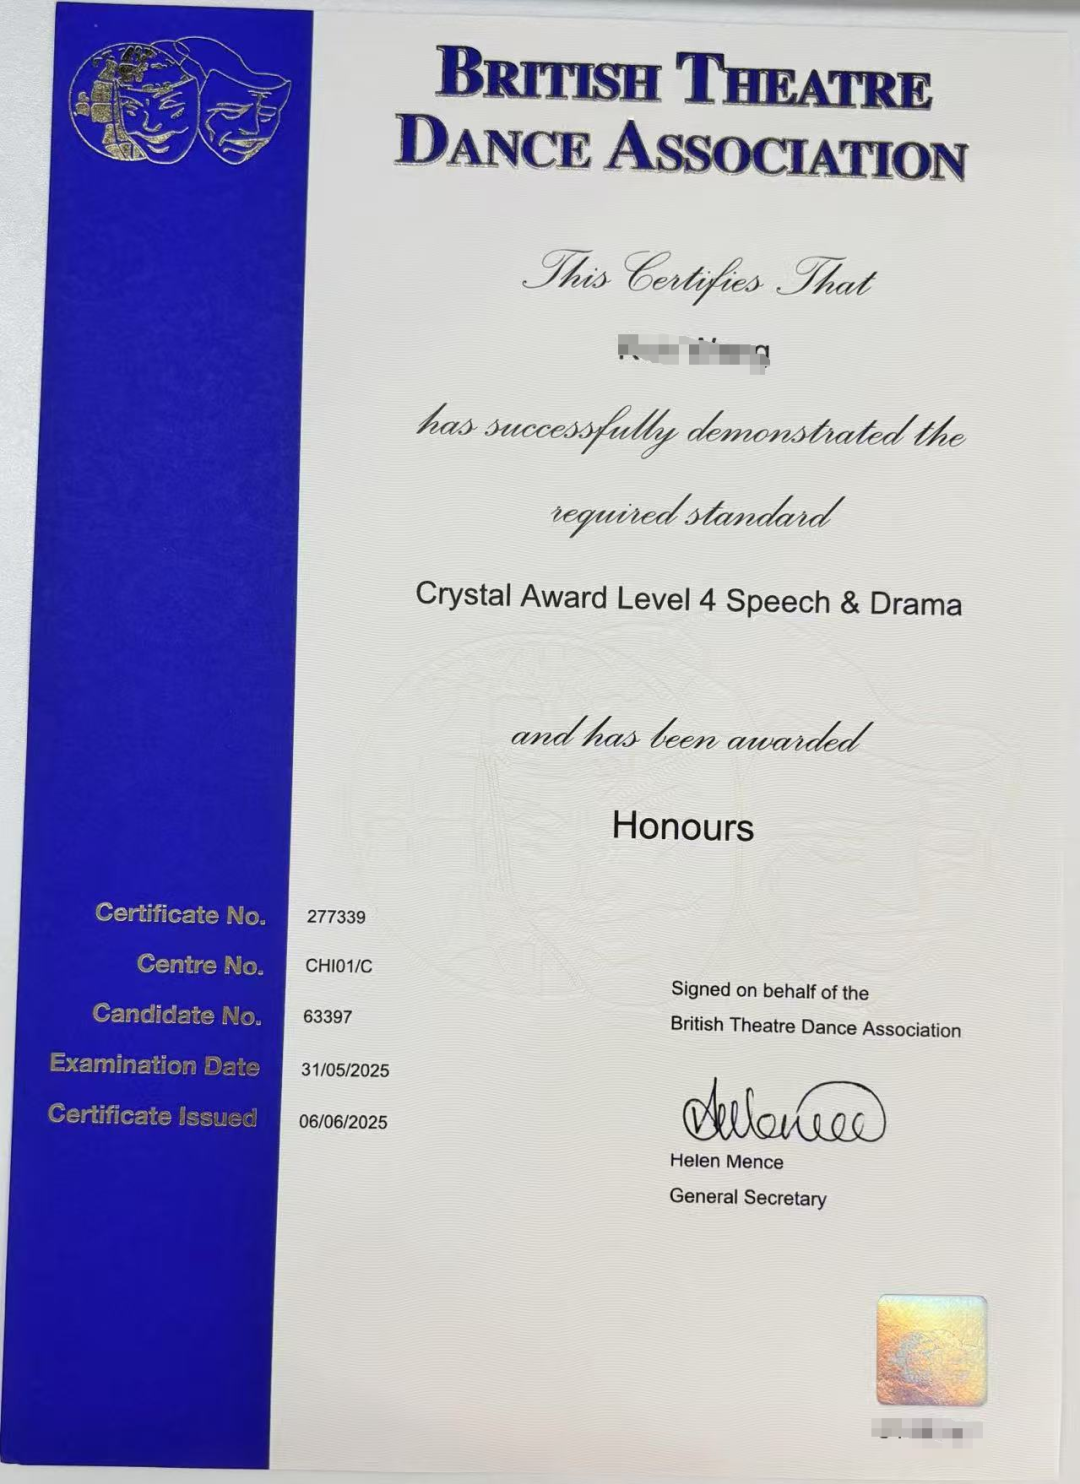 BRITISH THEATRE
DANCE ASSOCIATION
This Certifies That
has successfully demonstrated the
required standard
Crystal Award Level 4 Speech & Drama
and has been awarded
Honours
Certificate No. 277339
Centre No. CHI01/C
Candidate No. 63397
Examination Date 31/05/2025
Certificate Issued 06/06/2025
Signed on behalf of the
British Theatre Dance Association
Helen Mence
General Secretary